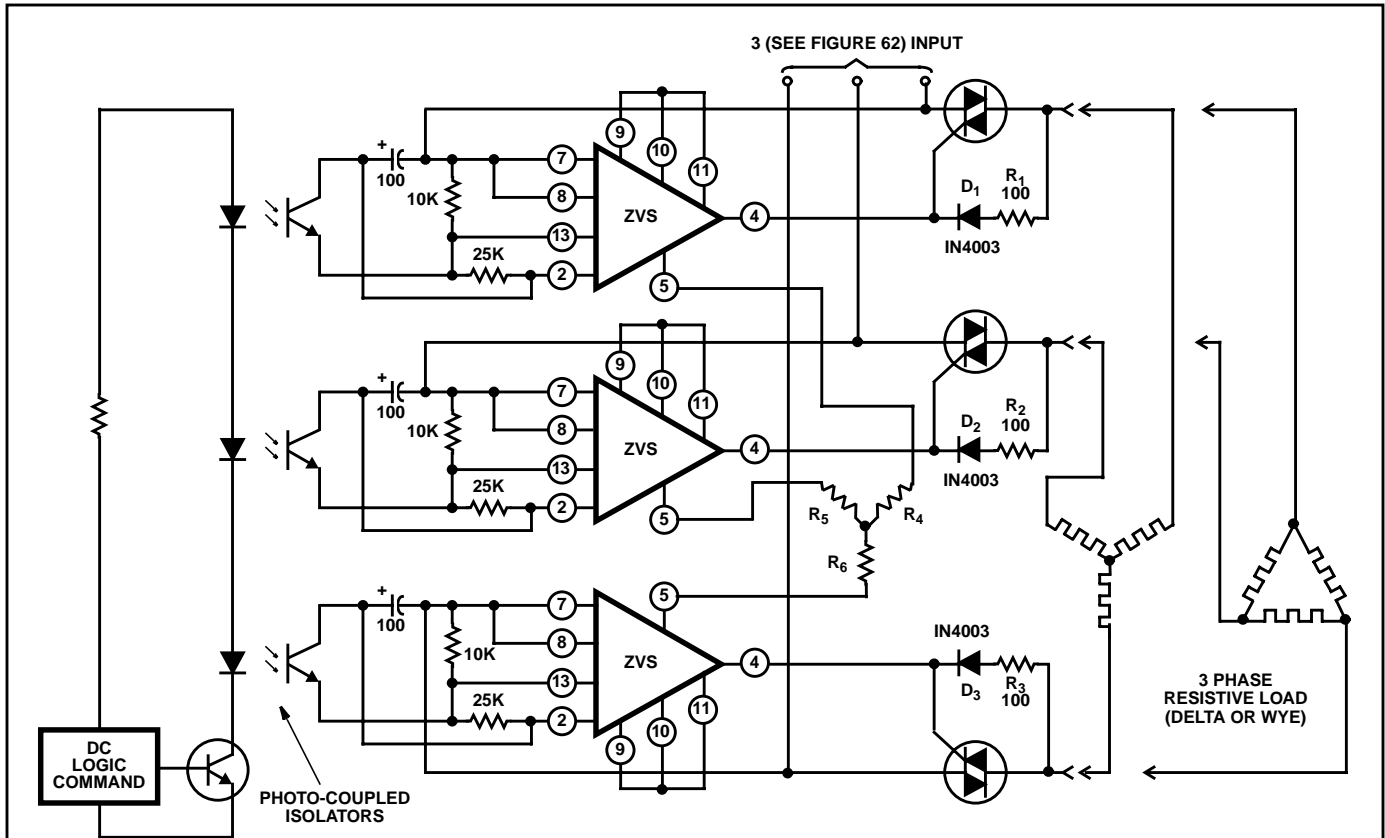 3 (SEE FIGURE 62) INPUT
+
100
10K
25K
7
8
13
2
9
10
11
ZVS
4
5
D1
IN4003
R1
100
+
100
10K
25K
7
8
13
2
9
10
11
ZVS
4
5
D2
IN4003
R2
100
R5
R4
R6
+
100
10K
25K
7
8
13
2
5
ZVS
4
9
10
11
IN4003
D3
R3
100
3 PHASE
RESISTIVE LOAD
(DELTA OR WYE)
DC
LOGIC
COMMAND
PHOTO-COUPLED
ISOLATORS